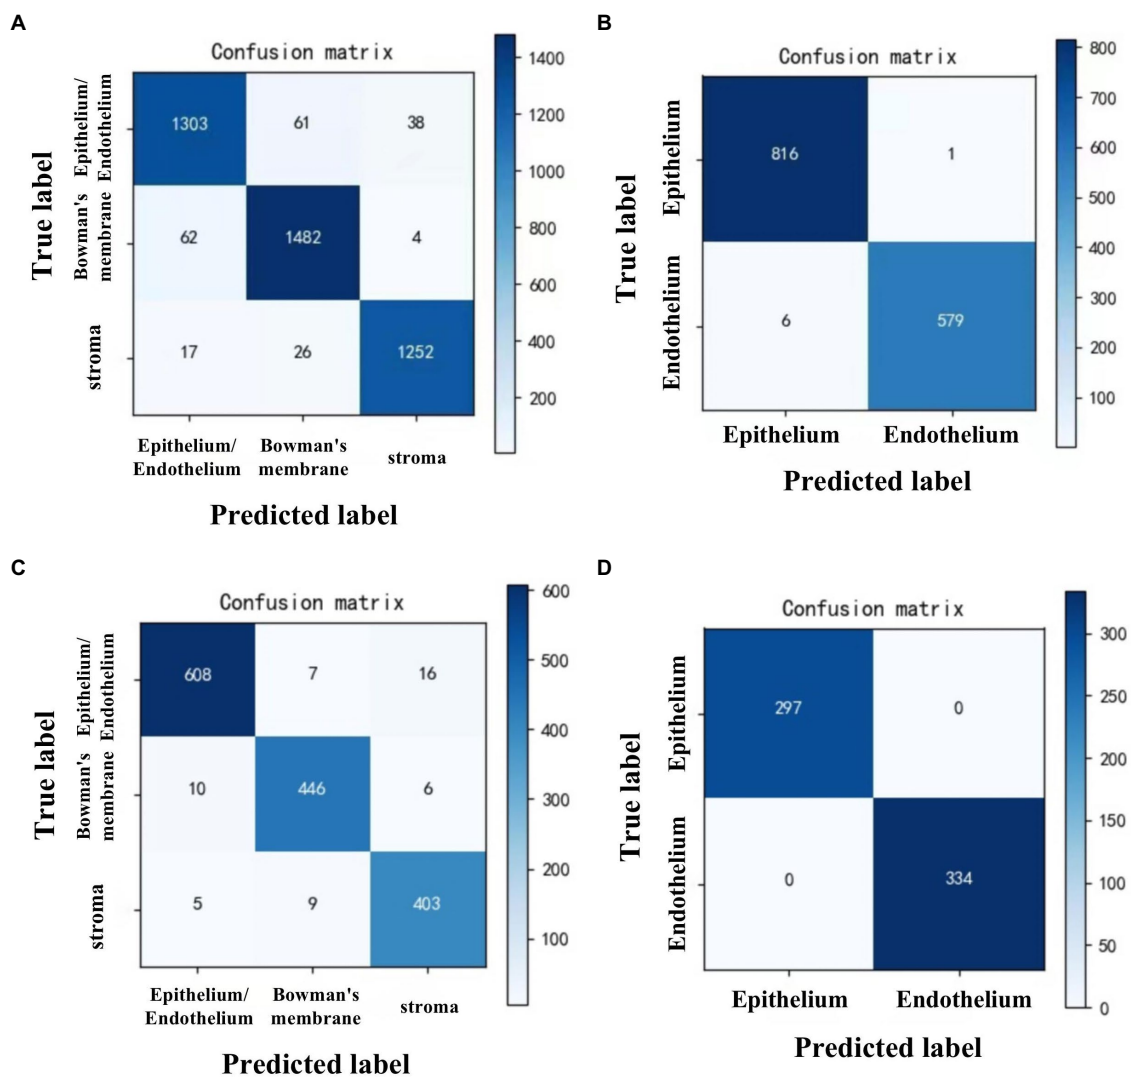 A
Confusion matrix
True label
Epithelium/
Endothelium
Bowman's
membrane
stroma
1303 61 38
62 1482 4
17 26 1252
1400
1200
1000
800
600
400
200
Epithelium/
Endothelium
Bowman's
membrane
stroma
Predicted label
B
Confusion matrix
True label
Epithelium
Endothelium
816 1
6 579
800
700
600
500
400
300
200
100
Epithelium Endothelium
Predicted label
C
Confusion matrix
True label
Epithelium/
Endothelium
Bowman's
membrane
stroma
608 7 16
10 446 6
5 9 403
600
500
400
300
200
100
Epithelium/
Endothelium
Bowman's
membrane
stroma
Predicted label
D
Confusion matrix
True label
Epithelium
Endothelium
297 0
0 334
300
250
200
150
100
50
0
Epithelium Endothelium
Predicted label